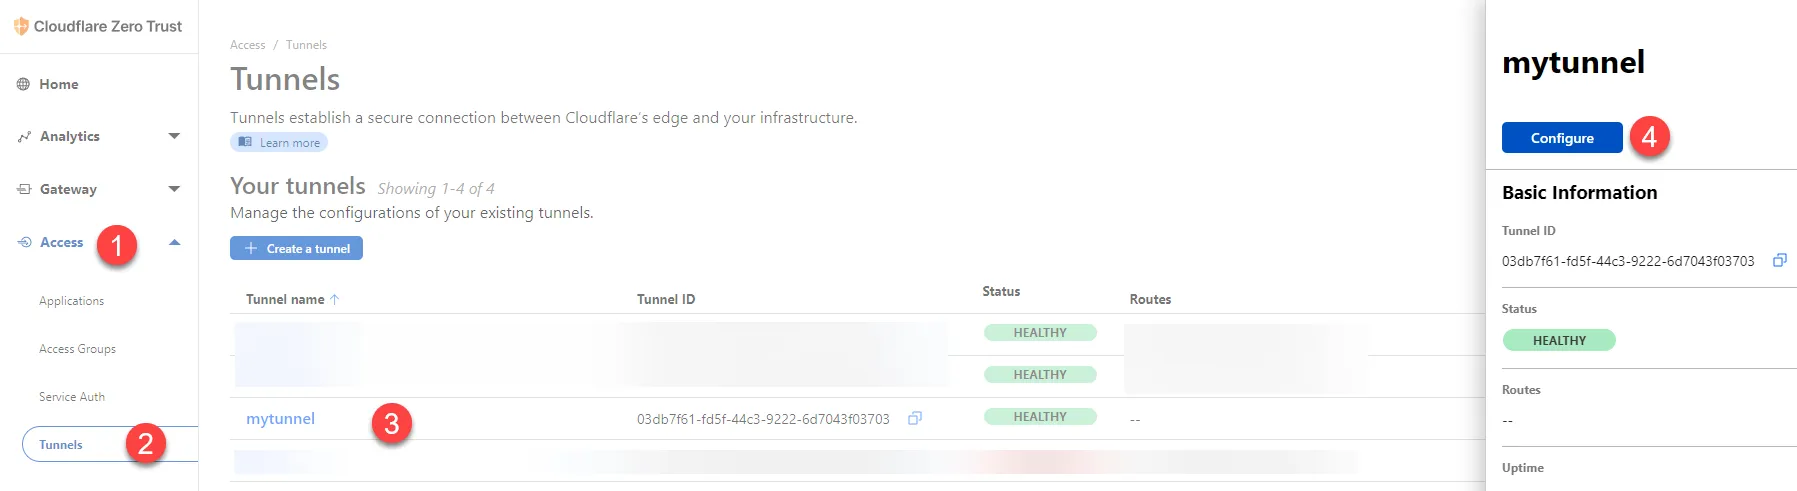 Cloudflare Zero Trust
Home
Analytics
Gateway
Access 1
Applications
Access Groups
Service Auth
Tunnels 2
Access / Tunnels
Tunnels
Tunnels establish a secure connection between Cloudflare's edge and your infrastructure.
Learn more
Your tunnels Showing 1-4 of 4
Manage the configurations of your existing tunnels.
+ Create a tunnel
Tunnel name ↑ Tunnel ID Status Routes
HEALTHY
HEALTHY
mytunnel 3 03db7f61-fd5f-44c3-9222-6d7043f03703 HEALTHY --
mytunnel
Configure 4
Basic Information
Tunnel ID
03db7f61-fd5f-44c3-9222-6d7043f03703
Status
HEALTHY
Routes
--
Uptime